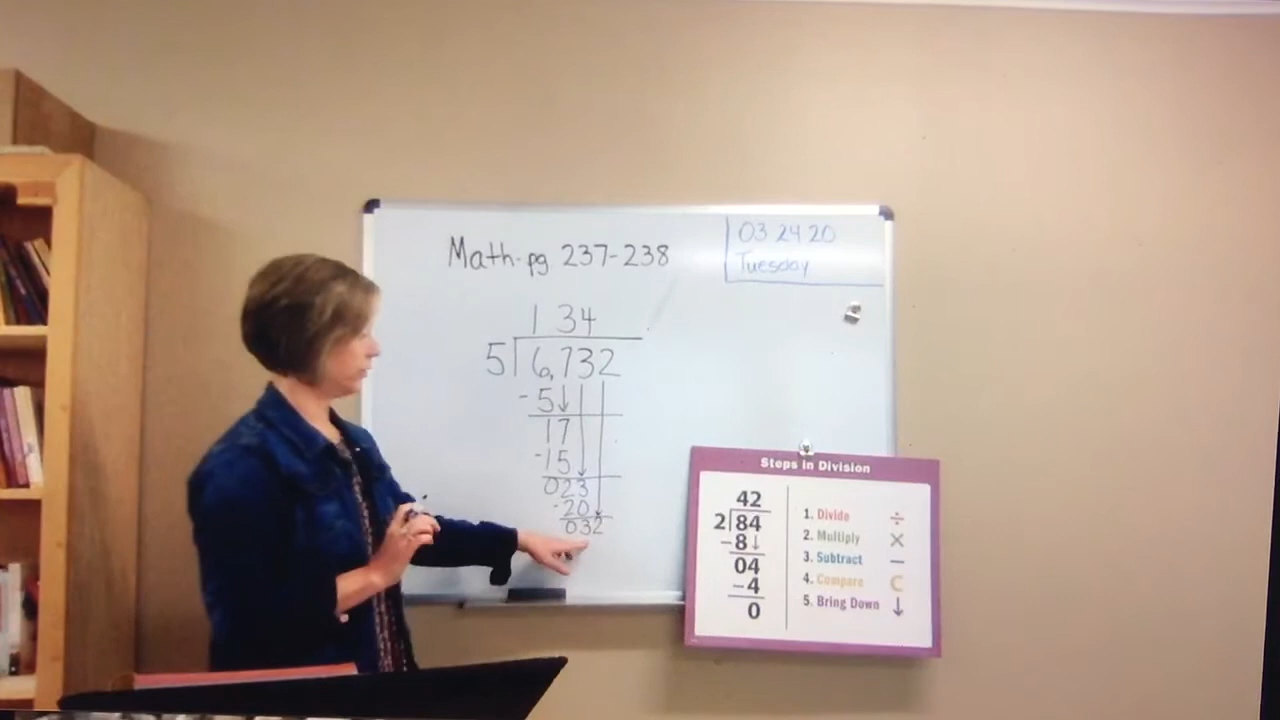 Math-pg 237-238
03 24 20
Tuesday
1 34
5 6,732
-5↓
17
-15
023
-20
032
Steps in Division
42
2 84
-8↓
04
-4
0
1. Divide ÷
2. Multiply ×
3. Subtract −
4. Compare C
5. Bring Down ↓